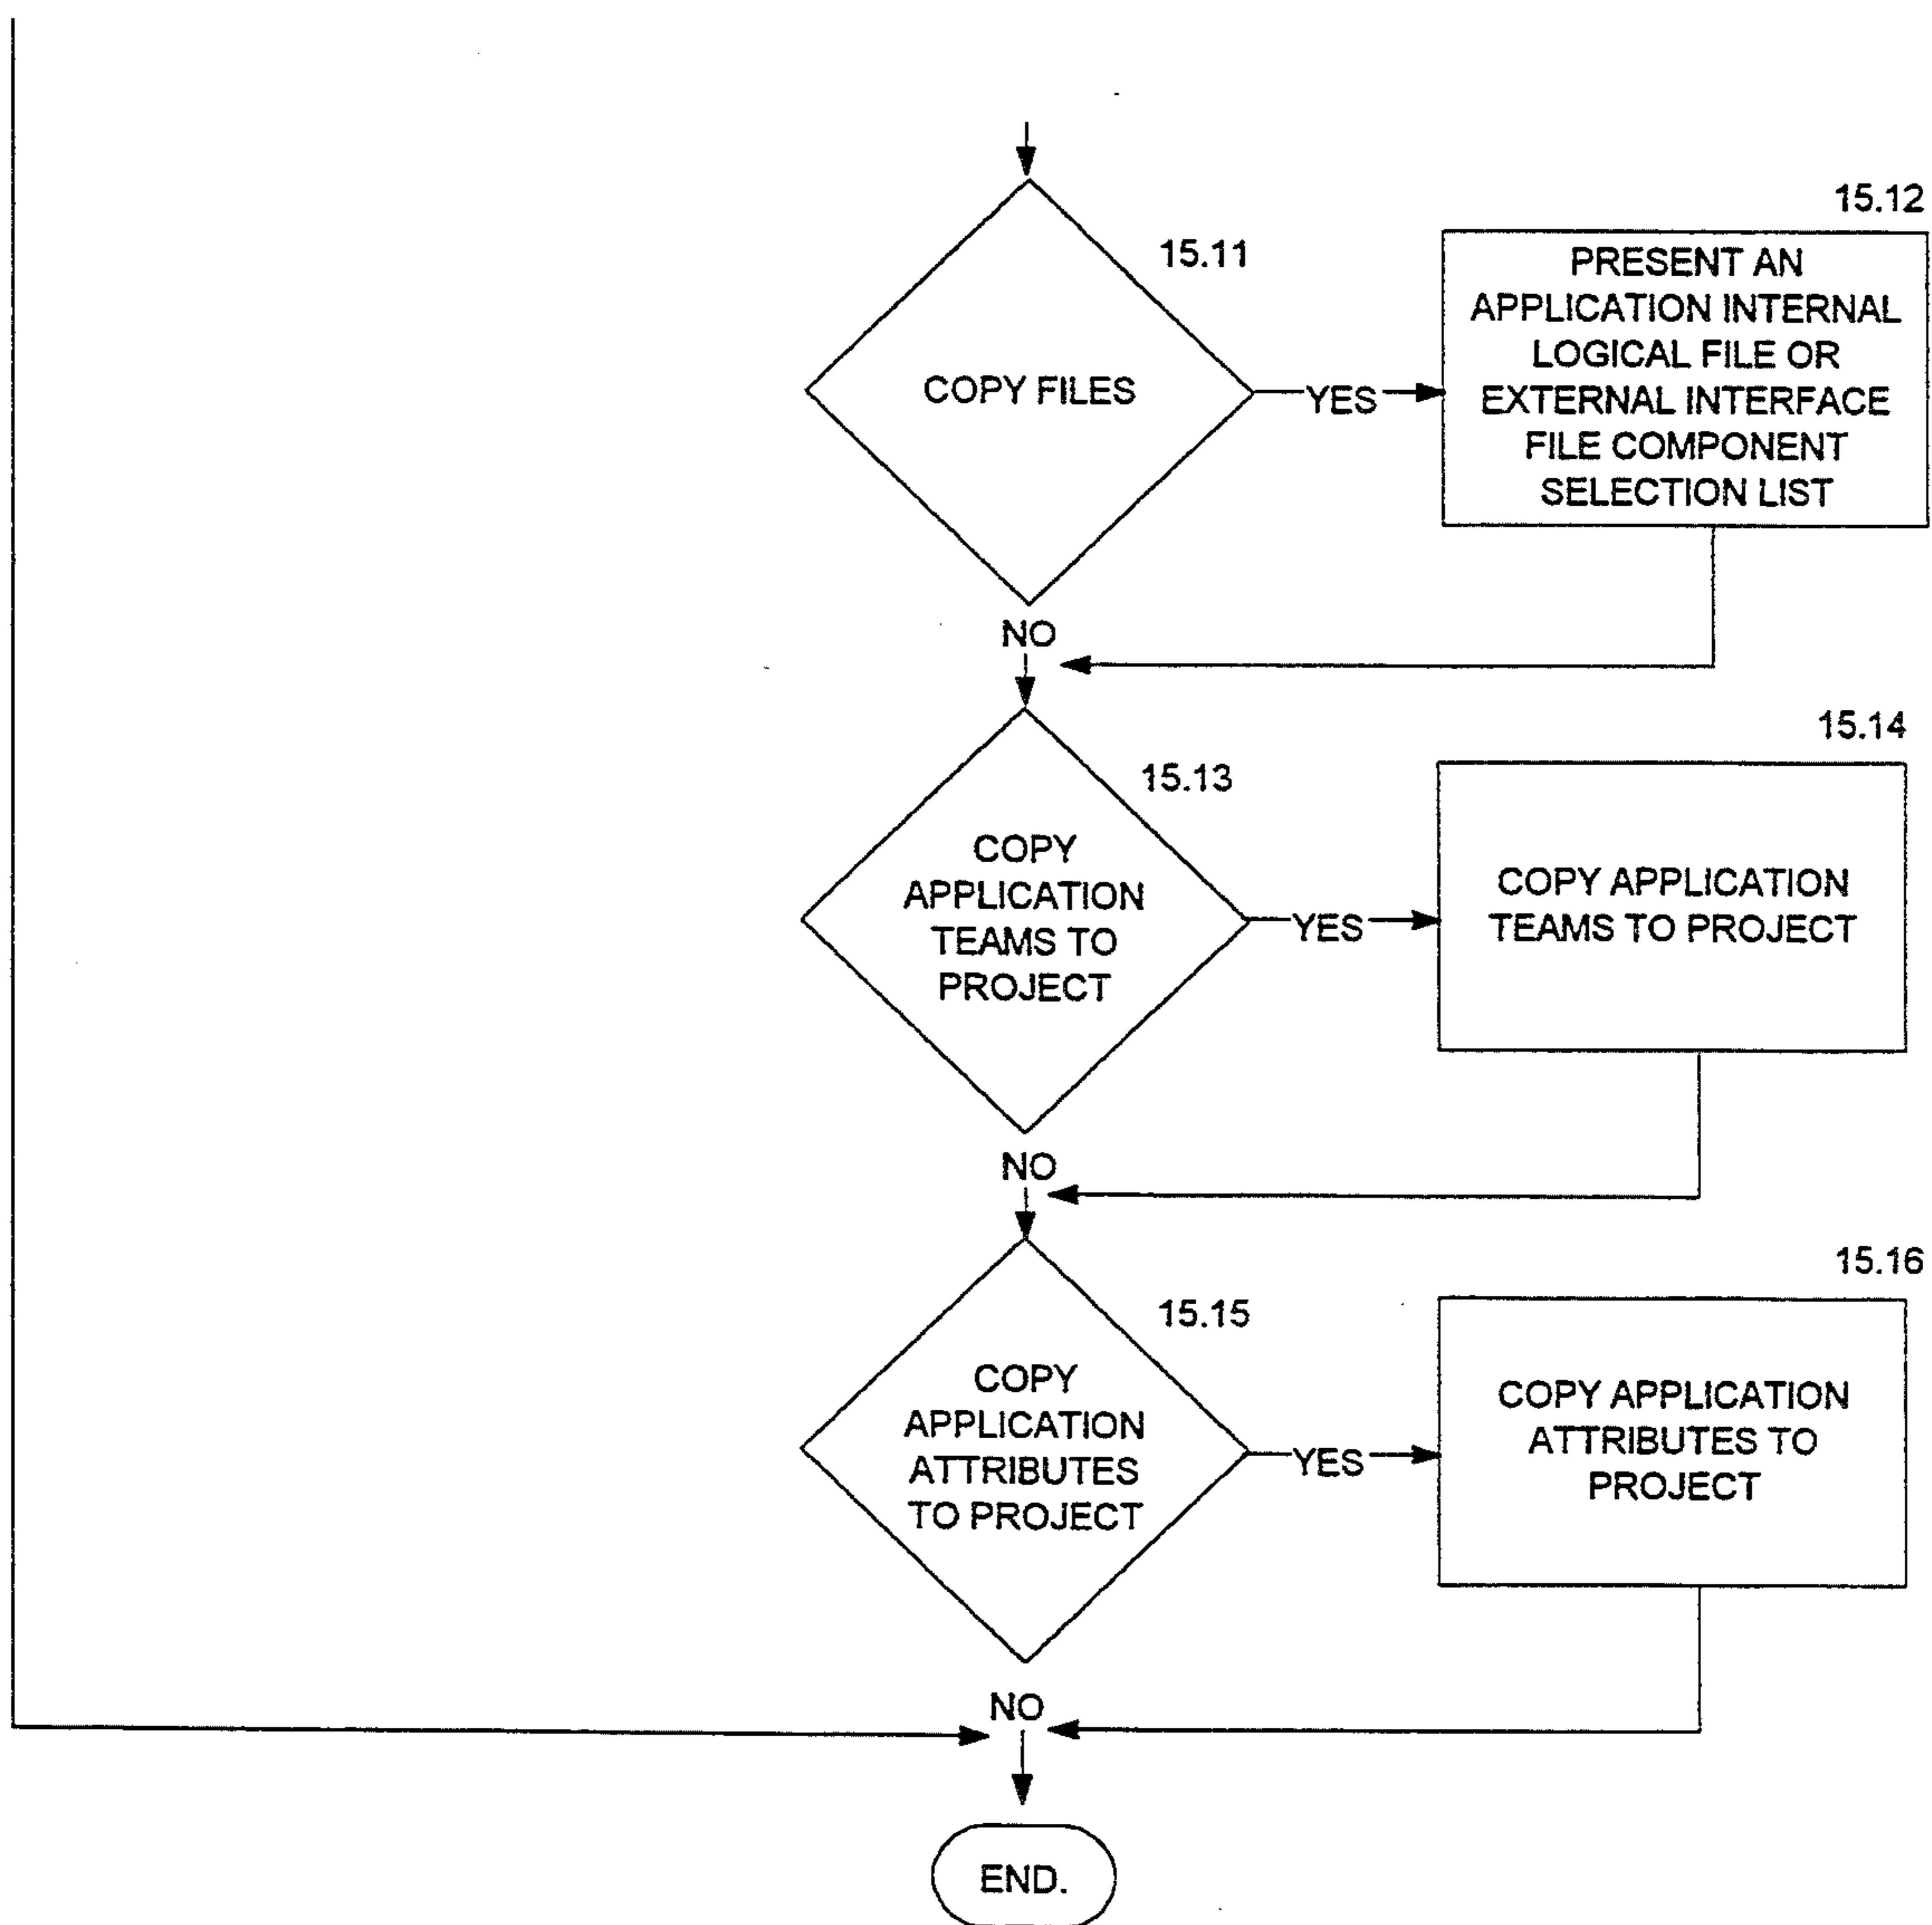 15.12
15.11
PRESENT AN
APPLICATION INTERNAL
LOGICAL FILE OR
EXTERNAL INTERFACE
FILE COMPONENT
SELECTION LIST
COPY FILES
YES
NO
15.14
15.13
COPY
APPLICATION
TEAMS TO
PROJECT
YES
COPY APPLICATION
TEAMS TO PROJECT
NO
15.16
15.15
COPY
APPLICATION
ATTRIBUTES
TO PROJECT
YES
COPY APPLICATION
ATTRIBUTES TO
PROJECT
NO
END.